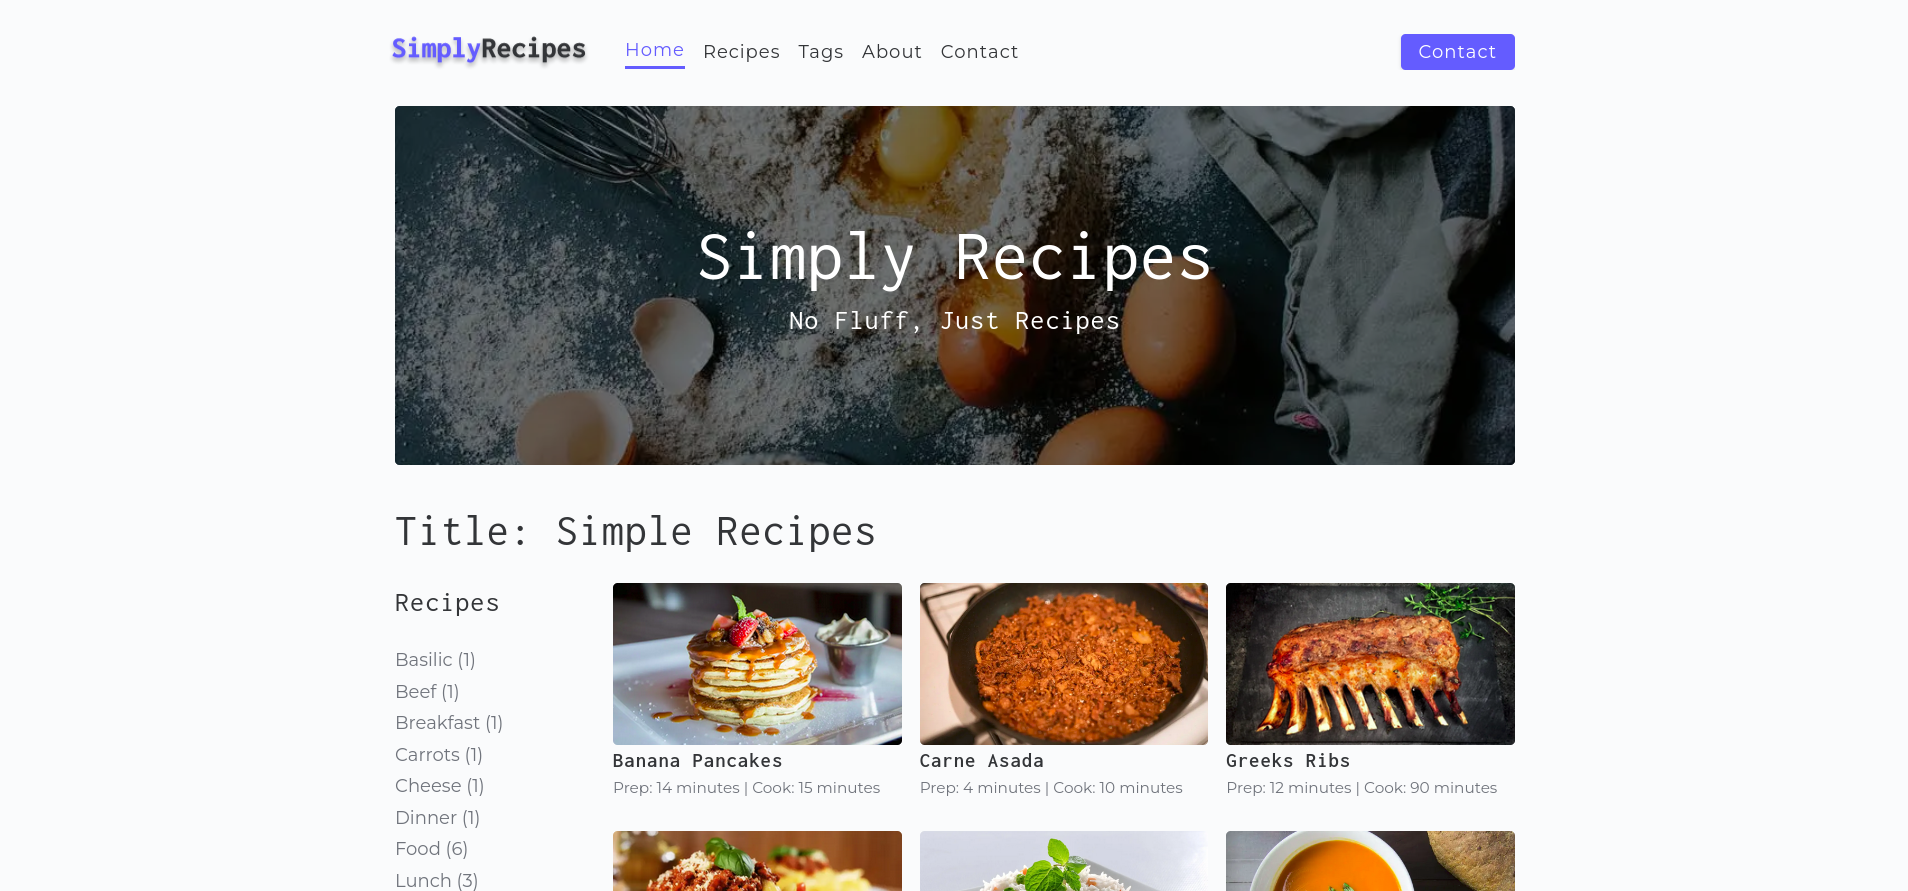 SimplyRecipes Home Recipes Tags About Contact Contact
Simply Recipes
No Fluff, Just Recipes
Title: Simple Recipes
Recipes
Basilic (1)
Beef (1)
Breakfast (1)
Carrots (1)
Cheese (1)
Dinner (1)
Food (6)
Lunch (3)
Banana Pancakes
Prep: 14 minutes | Cook: 15 minutes
Carne Asada
Prep: 4 minutes | Cook: 10 minutes
Greeks Ribs
Prep: 12 minutes | Cook: 90 minutes